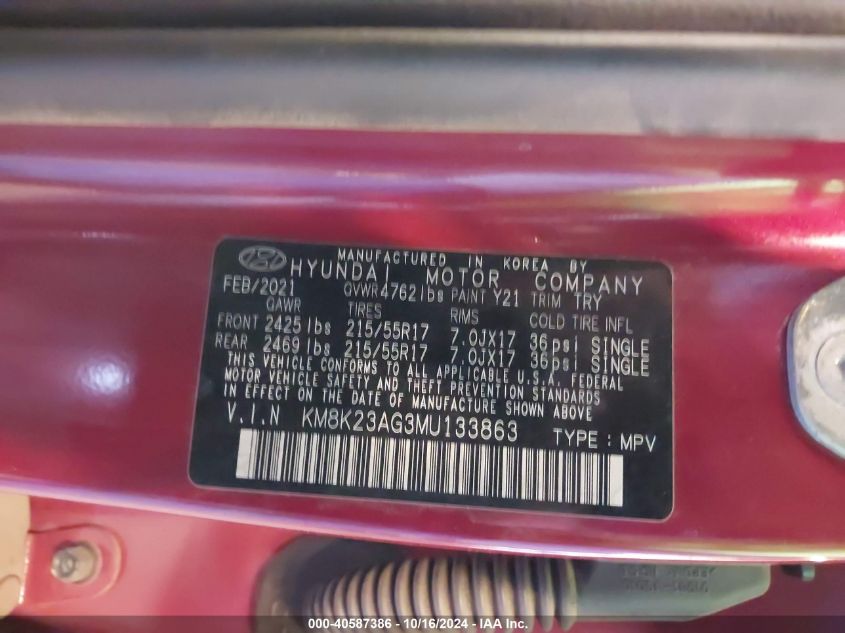 MANUFACTURED IN KOREA BY
HYUNDAI MOTOR COMPANY
FEB/2021 GVWR 4762 lbs PAINT Y21 TRIM TRY
GAWR TIRES RIMS COLD TIRE INFL
FRONT 2425 lbs 215/55R17 7.0JX17 36psi SINGLE
REAR 2469 lbs 215/55R17 7.0JX17 36psi SINGLE
THIS VEHICLE CONFORMS TO ALL APPLICABLE U.S.A. FEDERAL
MOTOR VEHICLE SAFETY AND THEFT PREVENTION STANDARDS
IN EFFECT ON THE DATE OF MANUFACTURE SHOWN ABOVE
V.I.N KM8K23AG3MU133863 TYPE : MPV
000-40587386 - 10/16/2024 - IAA Inc.